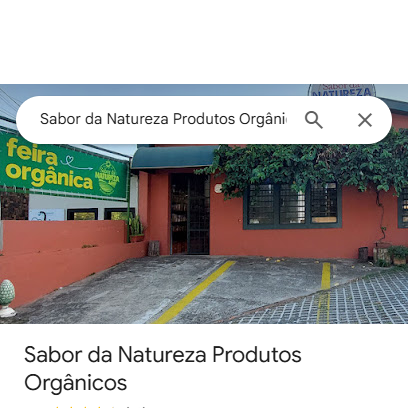 Sabor da
NATUREZA
Sabor da Natureza Produtos Orgâni
feira
orgânica
NATUREZA
Sabor da Natureza Produtos
Orgânicos